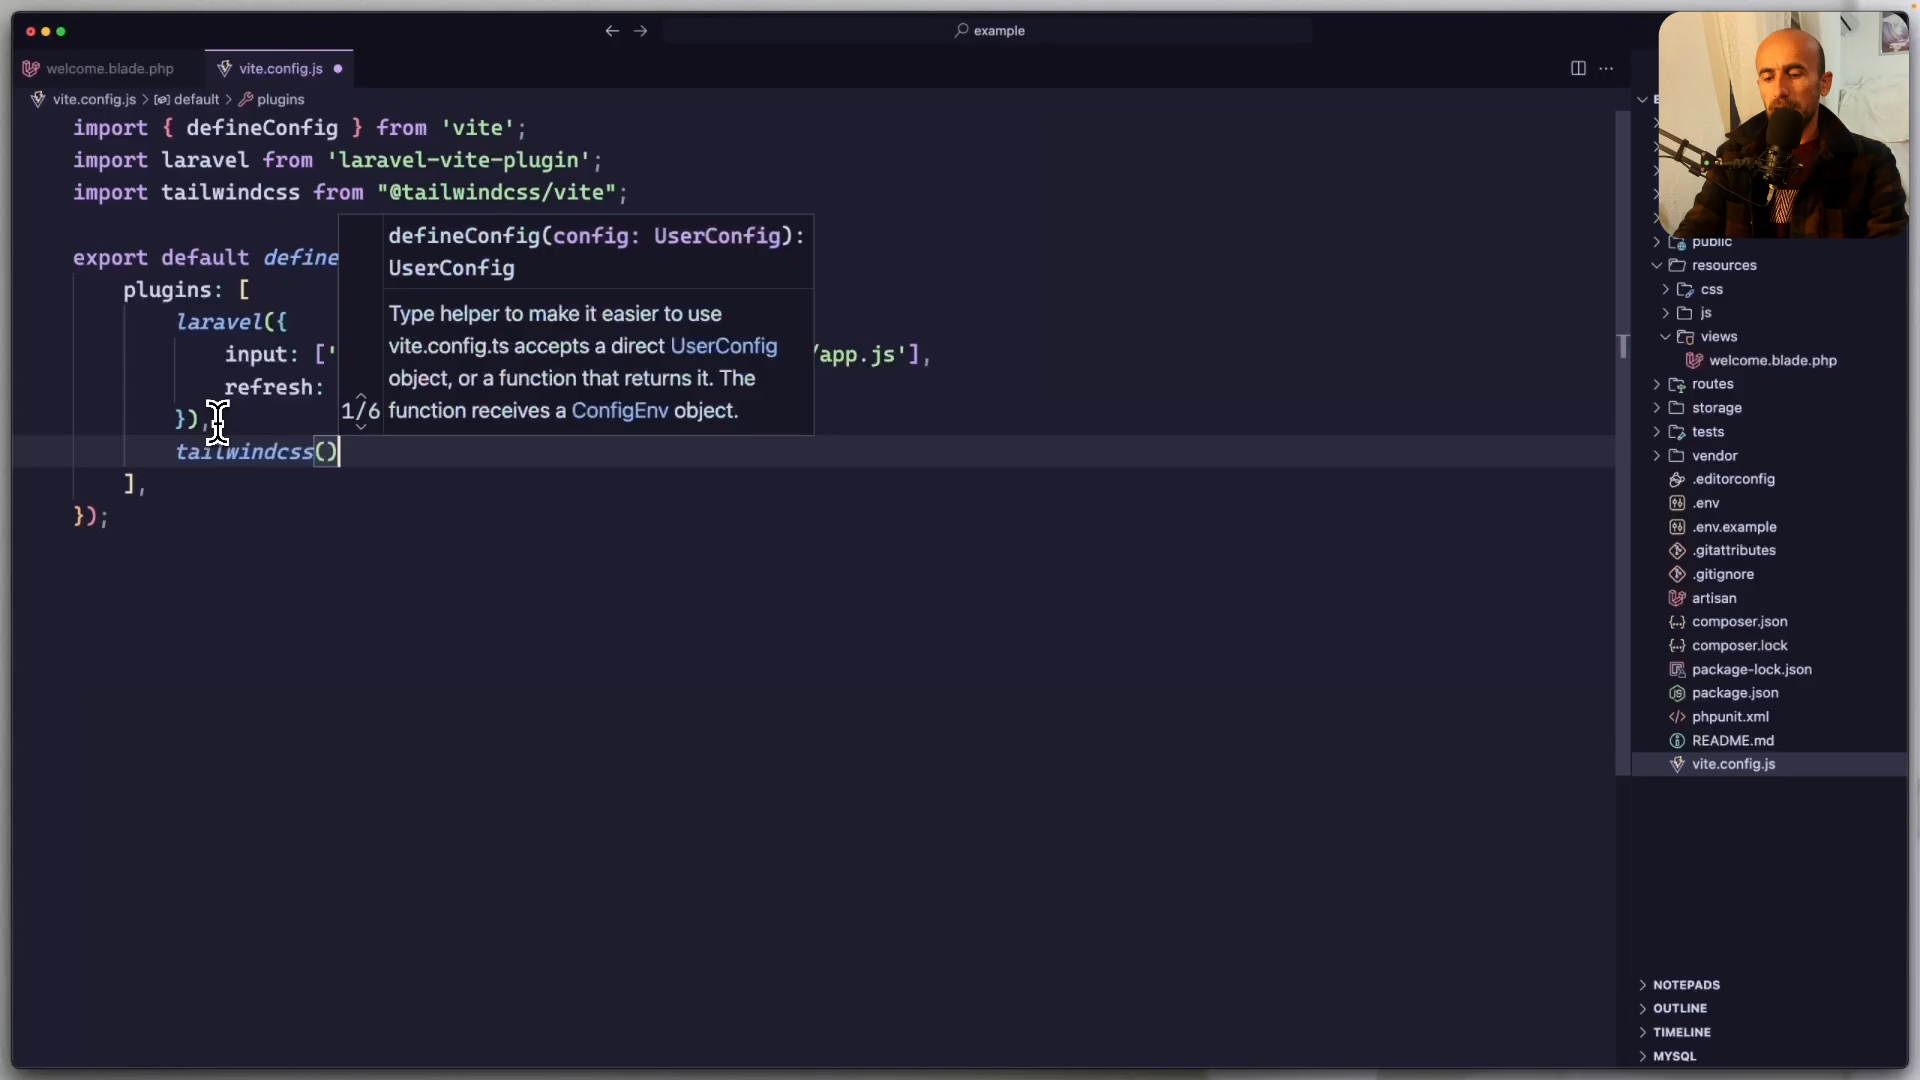 example
welcome.blade.php
vite.config.js
vite.config.js > default > plugins
import { defineConfig } from 'vite';
import laravel from 'laravel-vite-plugin';
import tailwindcss from "@tailwindcss/vite";
export default define
plugins: [
laravel({
input: ['
/app.js'],
refresh:
}),
tailwindcss()
],
});
defineConfig(config: UserConfig):
UserConfig
Type helper to make it easier to use
vite.config.ts accepts a direct UserConfig
object, or a function that returns it. The
function receives a ConfigEnv object.
1/6
public
resources
css
js
views
welcome.blade.php
routes
storage
tests
vendor
.editorconfig
.env
.env.example
.gitattributes
.gitignore
artisan
composer.json
composer.lock
package-lock.json
package.json
phpunit.xml
README.md
vite.config.js
NOTEPADS
OUTLINE
TIMELINE
MYSQL